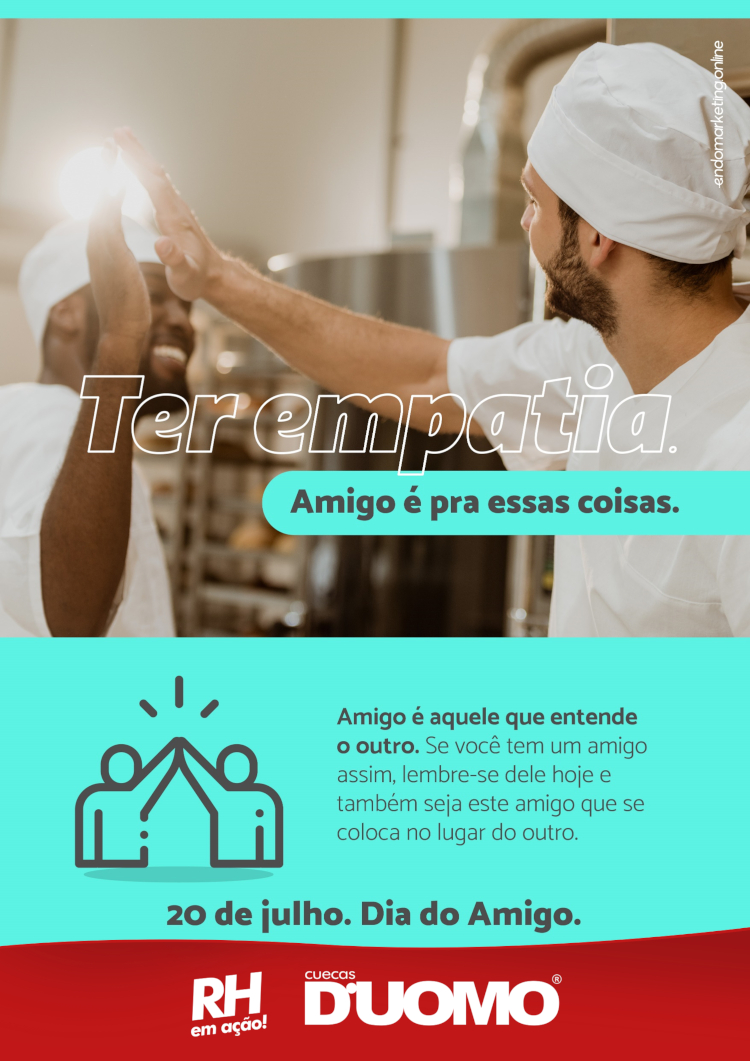 endomarketing.online
Ter empatia.
Amigo é pra essas coisas.
Amigo é aquele que entende
o outro. Se você tem um amigo
assim, lembre-se dele hoje e
também seja este amigo que se
coloca no lugar do outro.
20 de julho. Dia do Amigo.
RH
em ação!
cuecas
D'UOMO®